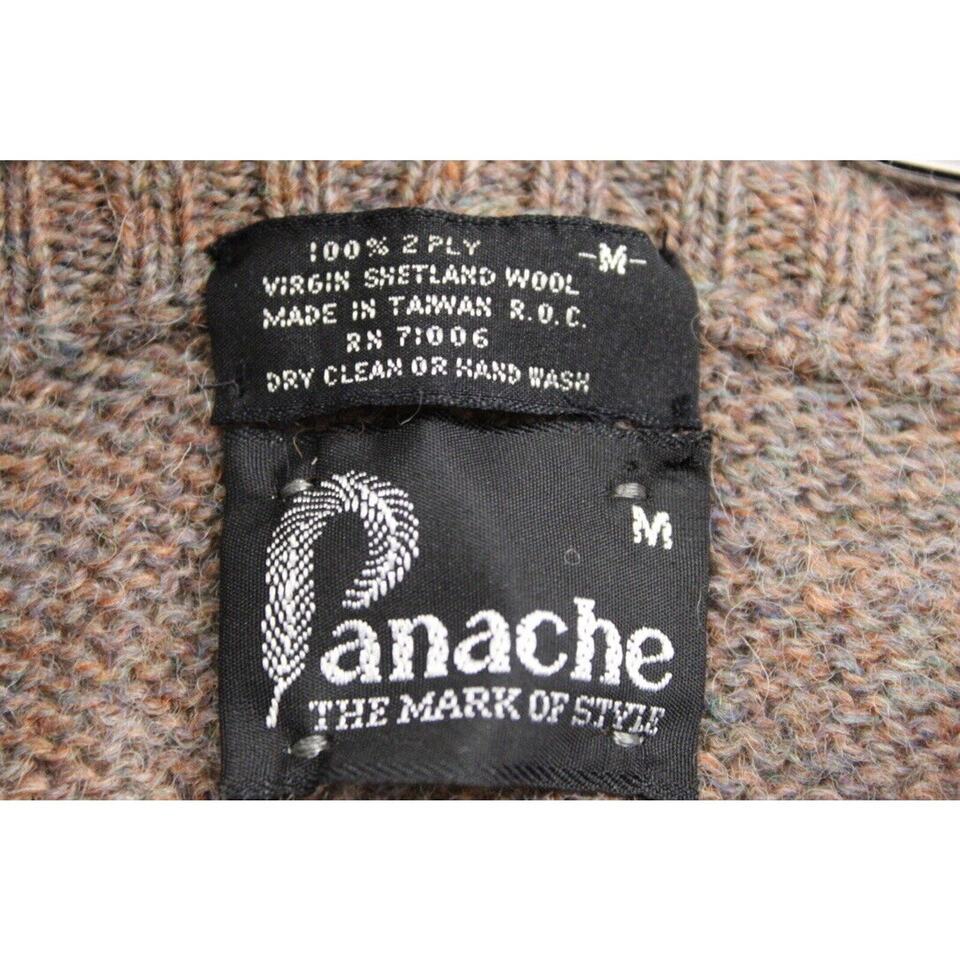 100% 2 PLY -M-
VIRGIN SHETLAND WOOL
MADE IN TAIWAN R.O.C.
RN 71006
DRY CLEAN OR HAND WASH
M
Panache
THE MARK OF STYLE